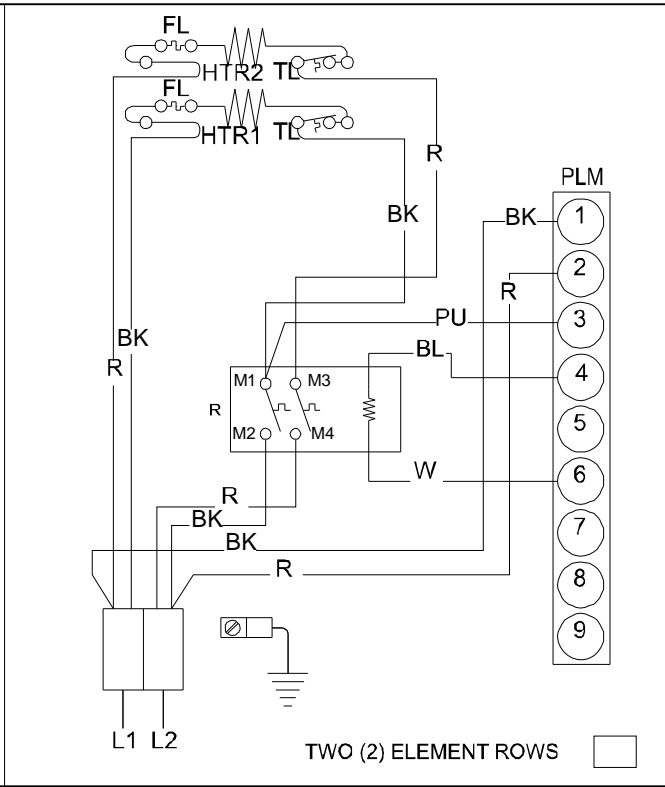 FL
HTR2 TL
FL
HTR1 TL
R
PLM
BK
BK
1
R
2
PU
3
BK
BL
R
4
M1 M3
R
5
M2 M4
W
6
R
BK
7
BK
R
8
9
L1 L2
TWO (2) ELEMENT ROWS